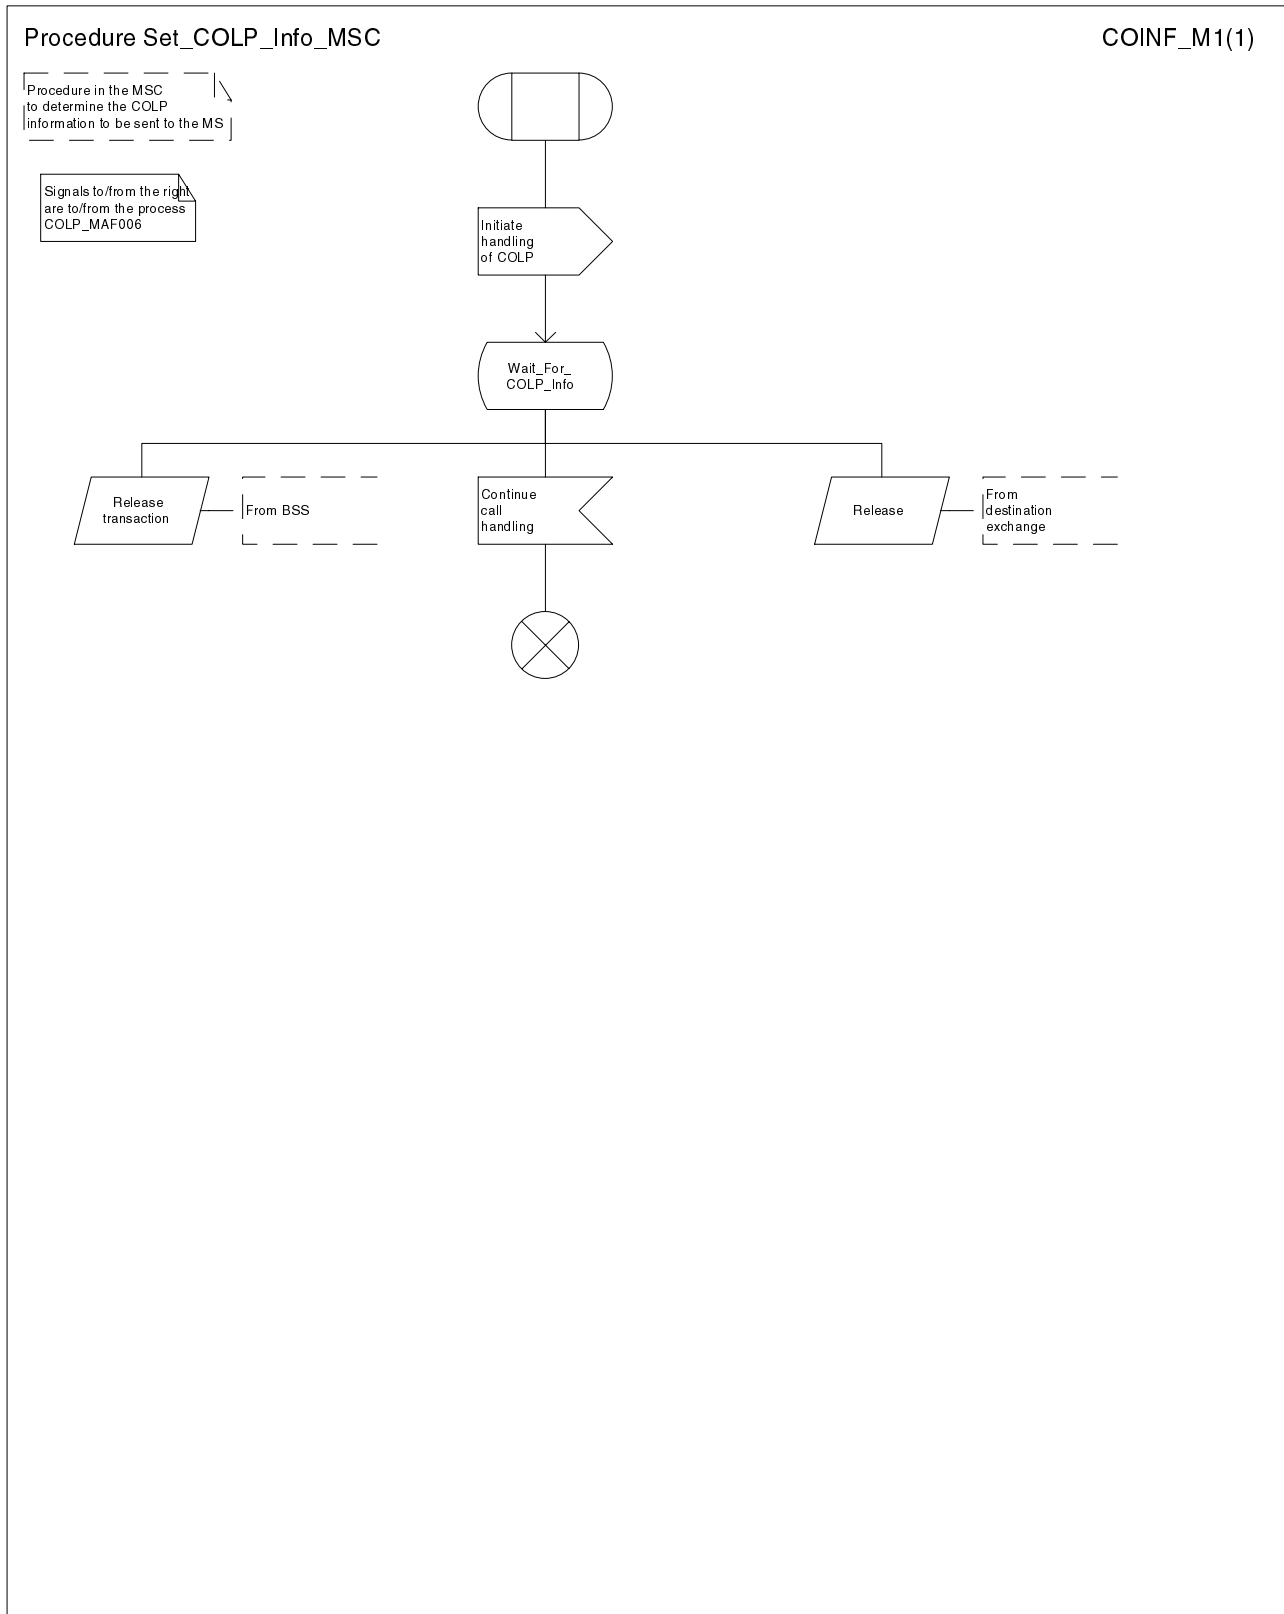 Procedure Set_COLP_Info_MSC
COINF_M1(1)
Procedure in the MSC
to determine the COLP
information to be sent to the MS
Signals to/from the right
are to/from the process
COLP_MAF006
Initiate
handling
of COLP
Wait_For_
COLP_Info
Release
transaction
From BSS
Continue
call
handling
Release
From
destination
exchange